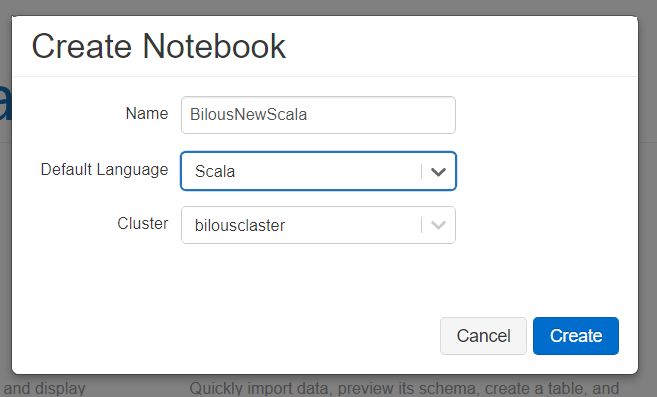 Create Notebook
Name BilousNewScala
Default Language Scala
Cluster bilousclaster
Cancel Create
and display Quickly import data, preview its schema, create a table, and